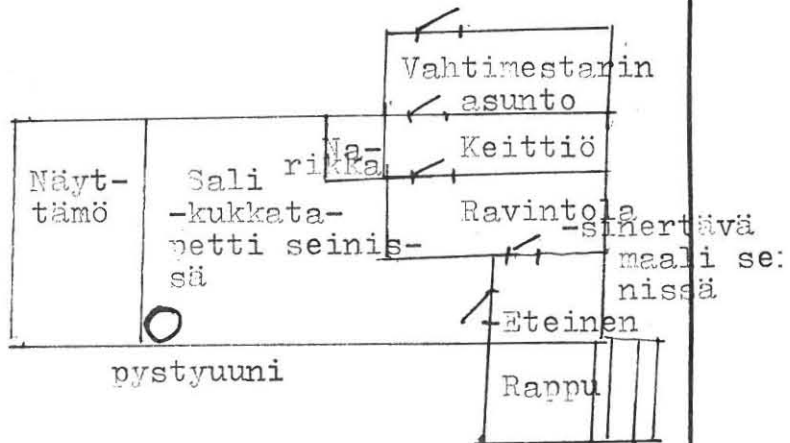 Vahtimestarin
asunto
Näyt-
tämö
Sali
-kukkata-
petti seinis-
sä
Na-
rikka
Keittiö
Ravintola
-sinertävä
maali sei
nissä
Eteinen
pystyuuni
Rappu